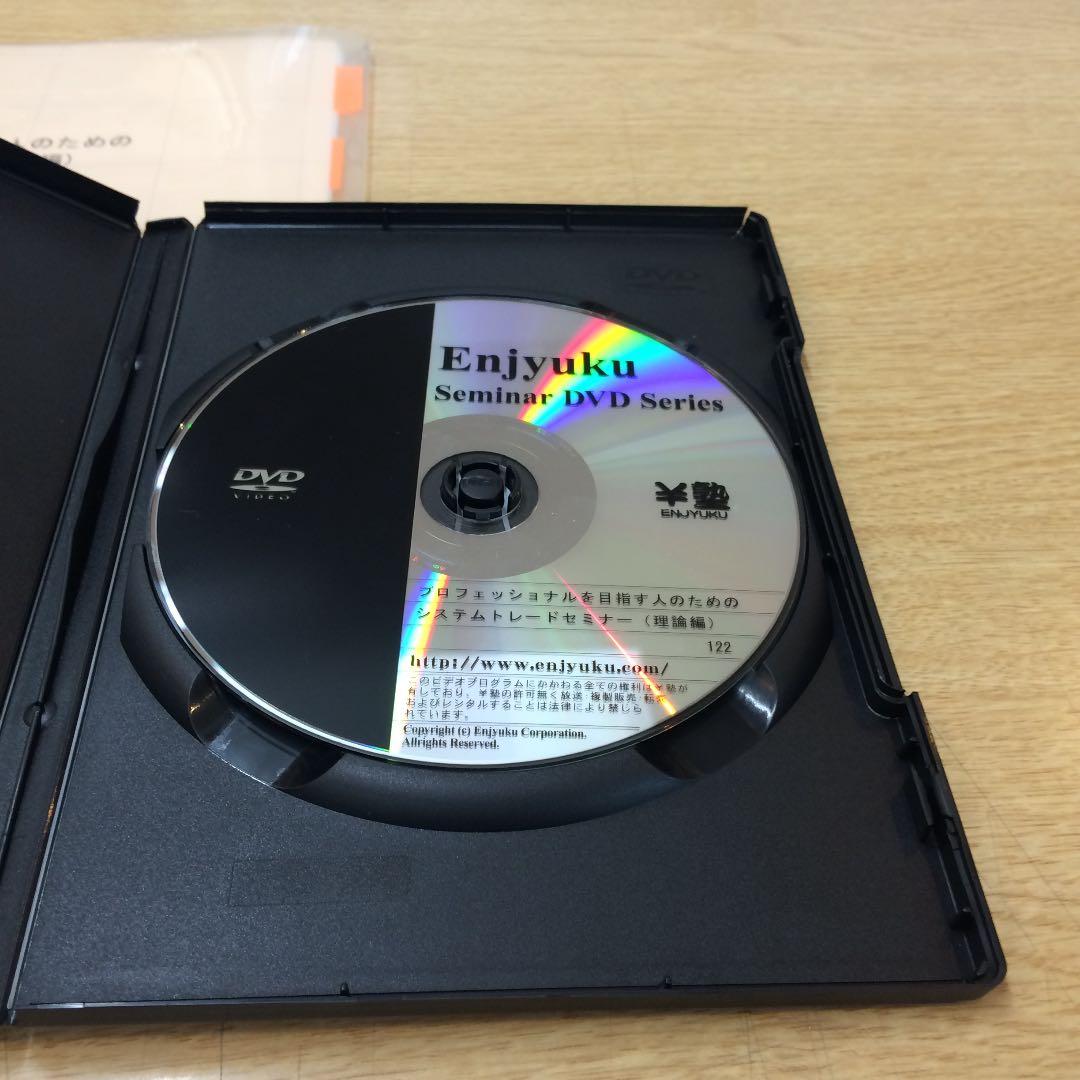 人のための
DVD
Enjyuku
Seminar DVD Series
DVD
VIDEO
¥塾
ENJYUKU
プロフェッショナルを目指す人のための
システムトレードセミナー（理論編）
122
http://www.enjyuku.com/
このビデオプログラムにかかわる全ての権利は¥塾が
有しており、¥塾の許可無く放送・複製販売・転売
およびレンタルすることは法律により禁じら
れています。
Copyright (c) Enjyuku Corporation.
Allrights Reserved.